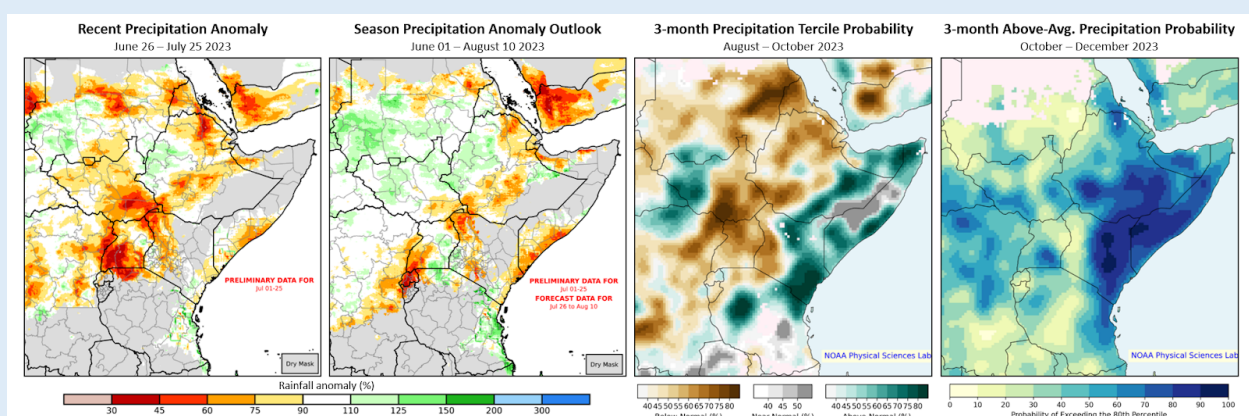 Recent Precipitation Anomaly
June 26 – July 25 2023
PRELIMINARY DATA FOR
Jul 01-25
Dry Mask
Season Precipitation Anomaly Outlook
June 01 – August 10 2023
PRELIMINARY DATA FOR
Jul 01-25
FORECAST DATA FOR
Jul 26 to Aug 10
Dry Mask
Rainfall anomaly (%)
30 45 60 75 90 110 125 150 200 300
3-month Precipitation Tercile Probability
August – October 2023
NOAA Physical Sciences Lab
40 45 50 55 60 65 70 75 80
Below Normal (%)
40 45 50
Near Normal (%)
40 45 50 55 60 65 70 75 80
Above Normal (%)
3-month Above-Avg. Precipitation Probability
October – December 2023
NOAA Physical Sciences Lab
0 10 20 30 40 50 60 70 80 90 100
Probability of Exceeding the 80th Percentile